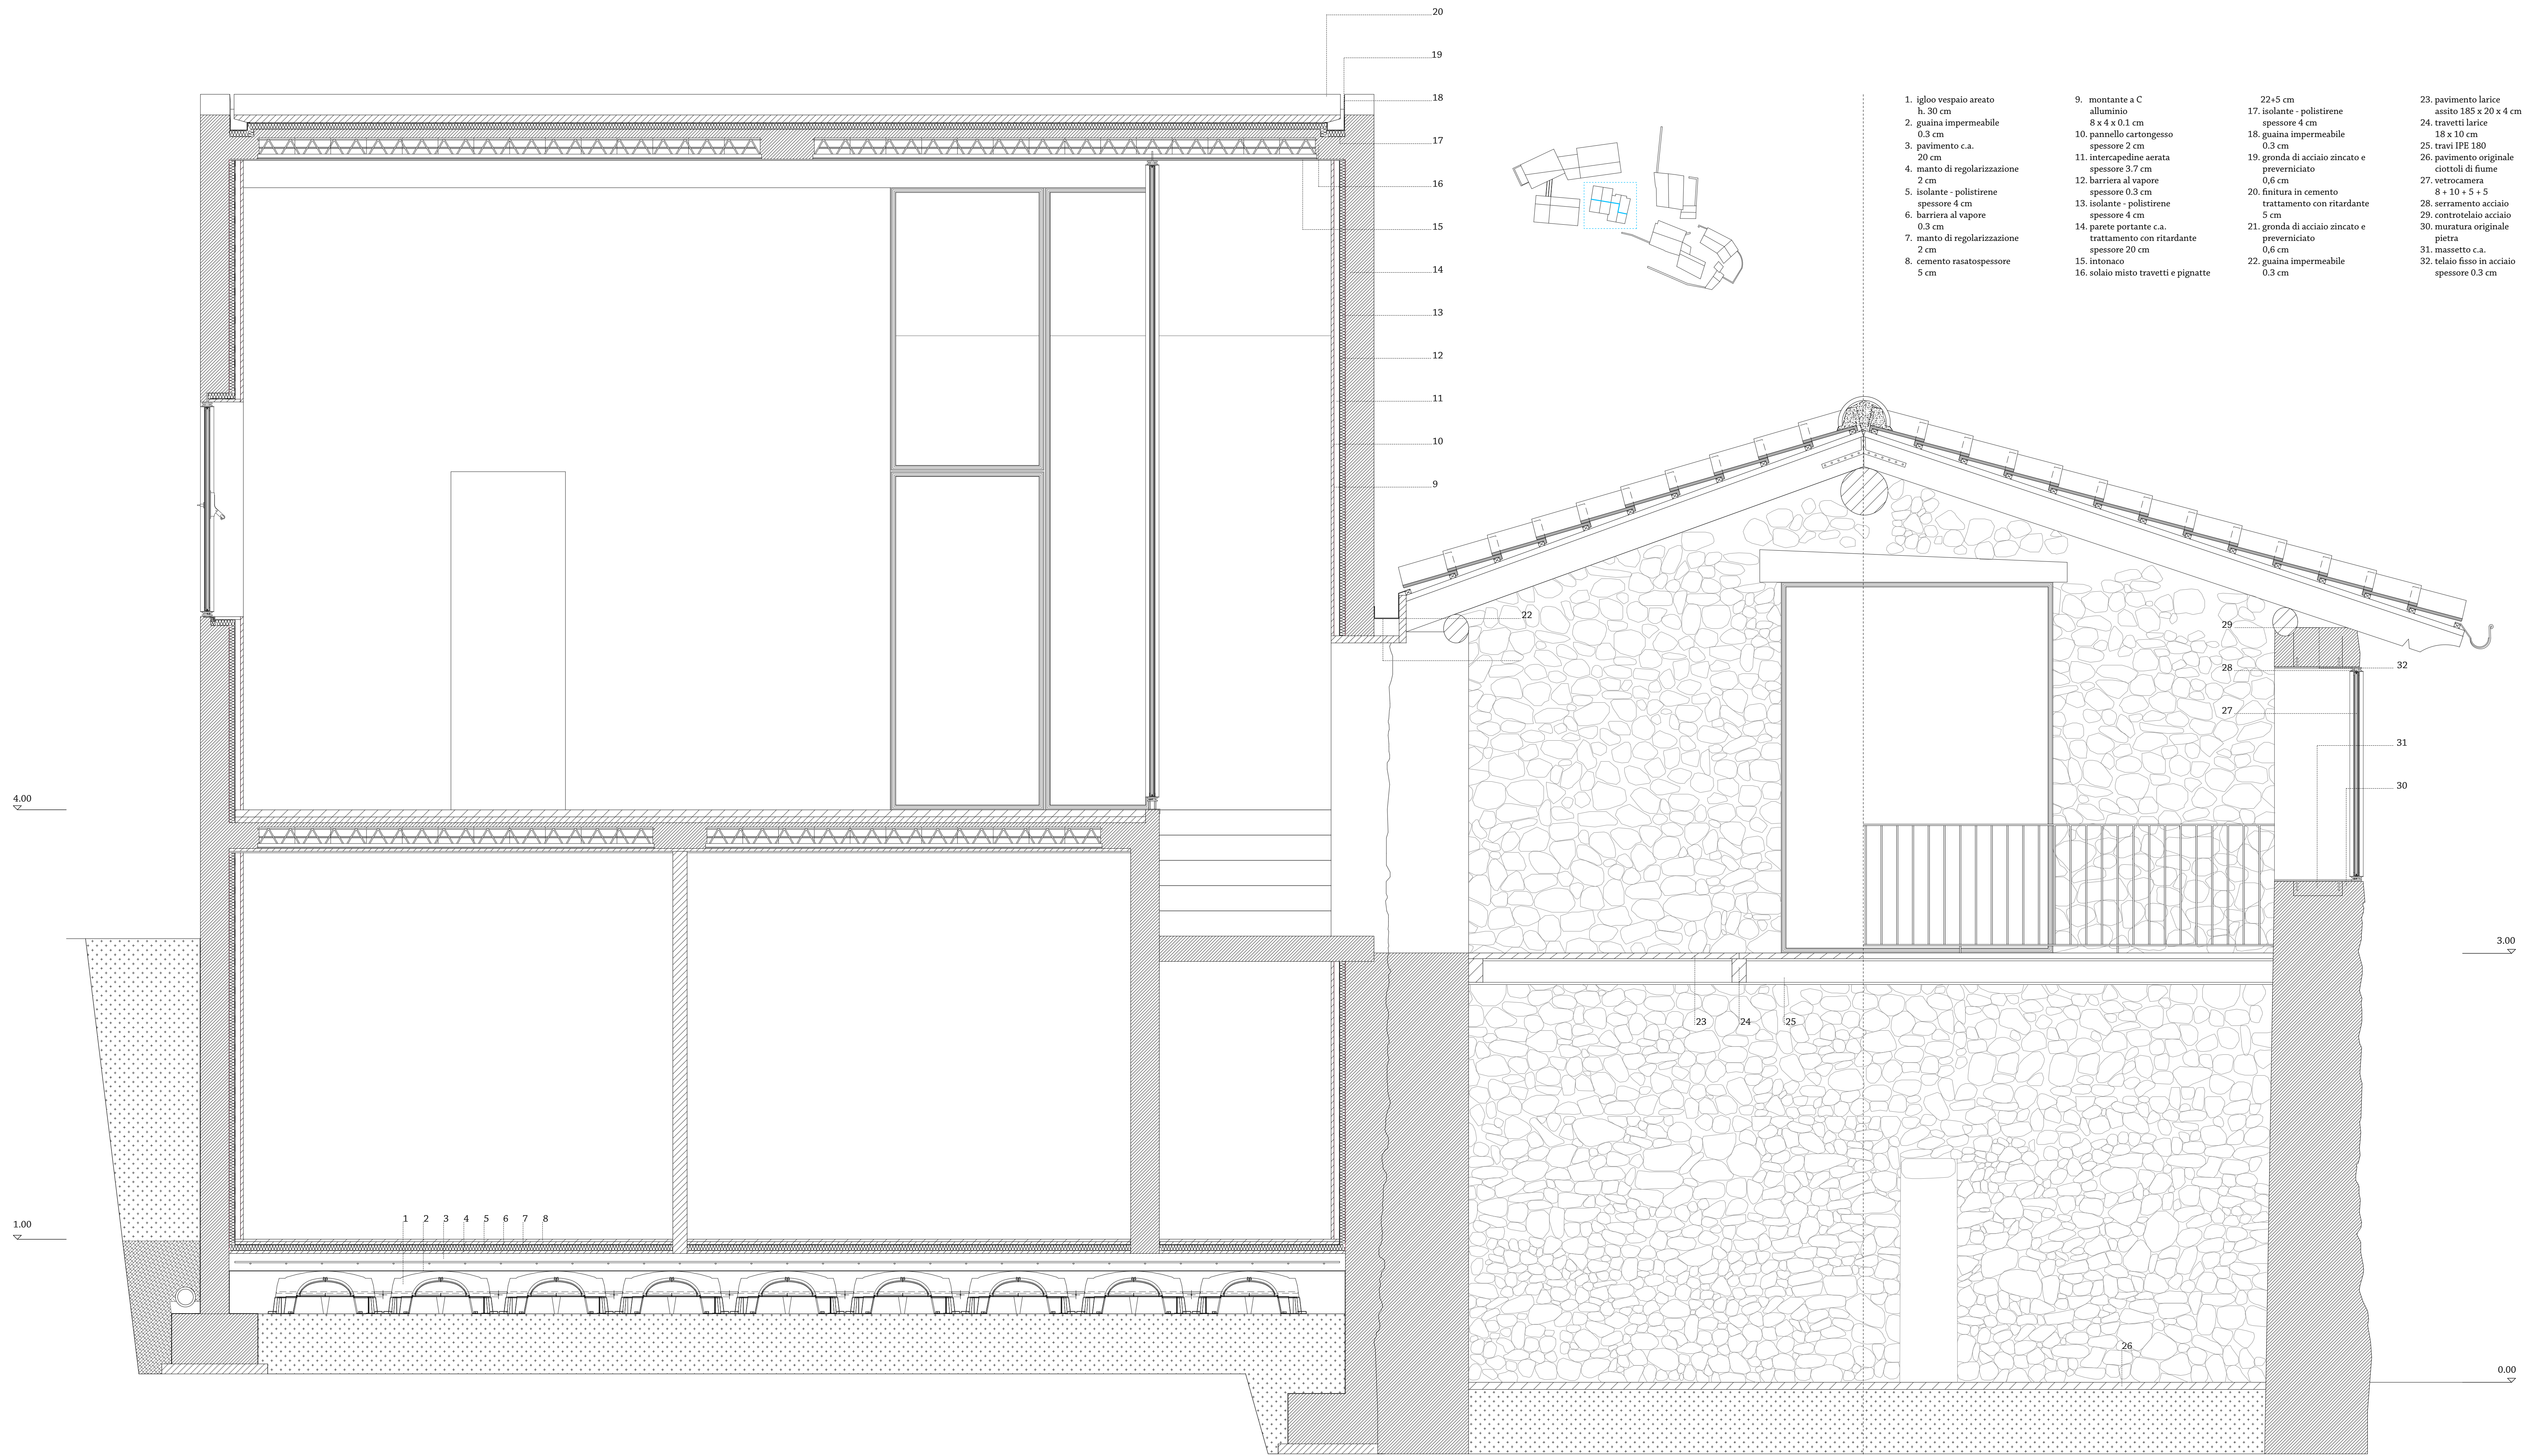 20
19
18
17
16
15
14
13
12
11
10
9
1. igloo vespaio areato
h. 30 cm
2. guaina impermeabile
0.3 cm
3. pavimento c.a.
20 cm
4. manto di regolarizzazione
2 cm
5. isolante - polistirene
spessore 4 cm
6. barriera al vapore
0.3 cm
7. manto di regolarizzazione
2 cm
8. cemento rasatospessore
5 cm
9. montante a C
alluminio
8 x 4 x 0.1 cm
10. pannello cartongesso
spessore 2 cm
11. intercapedine aerata
spessore 3.7 cm
12. barriera al vapore
spessore 0.3 cm
13. isolante - polistirene
spessore 4 cm
14. parete portante c.a.
trattamento con ritardante
spessore 20 cm
15. intonaco
16. solaio misto travetti e pignatte
22+5 cm
17. isolante - polistirene
spessore 4 cm
18. guaina impermeabile
0.3 cm
19. gronda di acciaio zincato e
preverniciato
0,6 cm
20. finitura in cemento
trattamento con ritardante
5 cm
21. gronda di acciaio zincato e
preverniciato
0,6 cm
22. guaina impermeabile
0.3 cm
23. pavimento larice
assito 185 x 20 x 4 cm
24. travetti larice
18 x 10 cm
25. travi IPE 180
26. pavimento originale
ciottoli di fiume
27. vetrocamera
8 + 10 + 5 + 5
28. serramento acciaio
29. controtelaio acciaio
30. muratura originale
pietra
31. massetto c.a.
32. telaio fisso in acciaio
spessore 0.3 cm
22
29
28
32
27
31
30
4.00
3.00
23
24
25
1.00
1
2
3
4
5
6
7
8
26
0.00